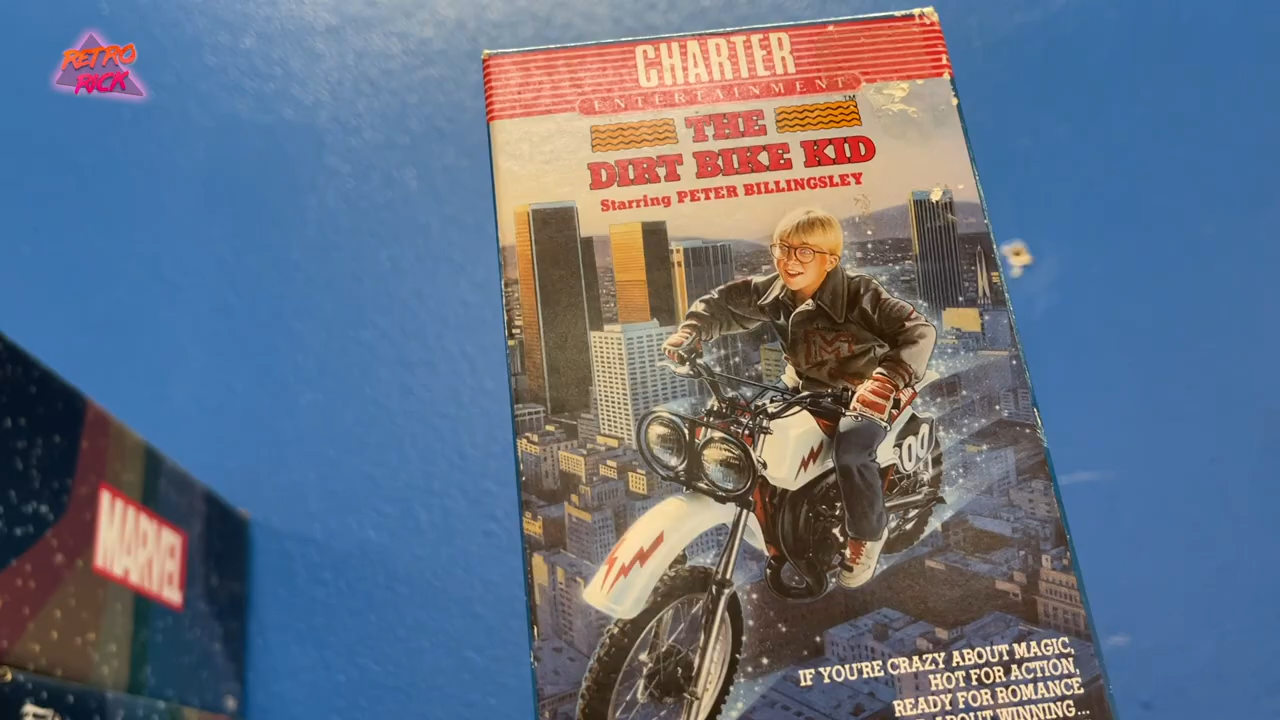 RETRO
RICK
CHARTER
ENTERTAINMENT
THE
TM
DIRT BIKE KID
Starring PETER BILLINGSLEY
M
00
MARVEL
IF YOU'RE CRAZY ABOUT MAGIC,
HOT FOR ACTION,
READY FOR ROMANCE
ABOUT WINNING...